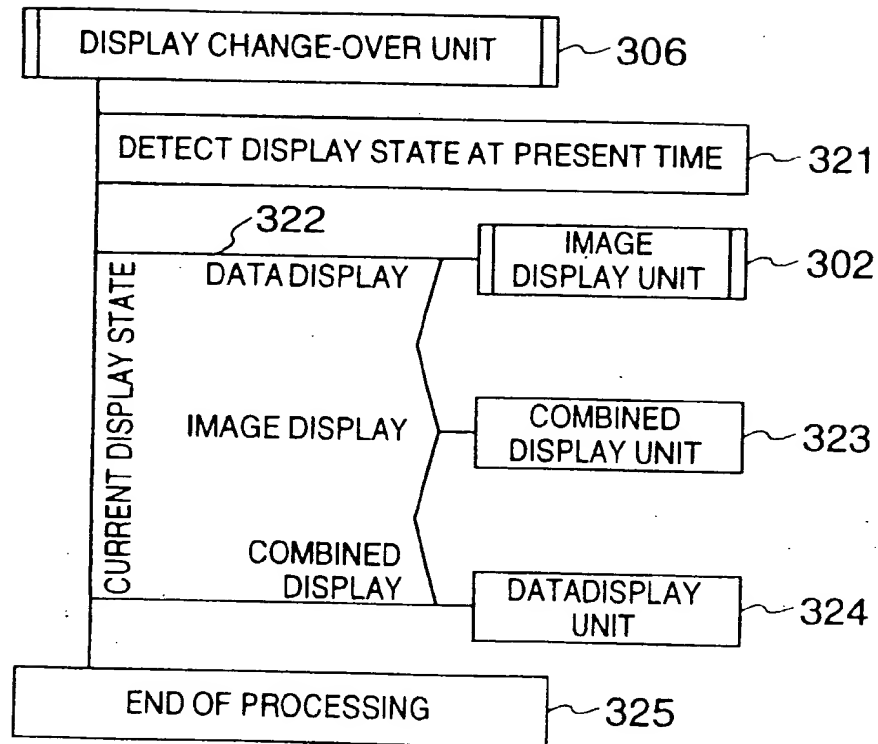 DISPLAY CHANGE-OVER UNIT
306
DETECT DISPLAY STATE AT PRESENT TIME
321
322
CURRENT DISPLAY STATE
DATA DISPLAY
IMAGE
DISPLAY UNIT
302
IMAGE DISPLAY
COMBINED
DISPLAY UNIT
323
COMBINED
DISPLAY
DATADISPLAY
UNIT
324
END OF PROCESSING
325